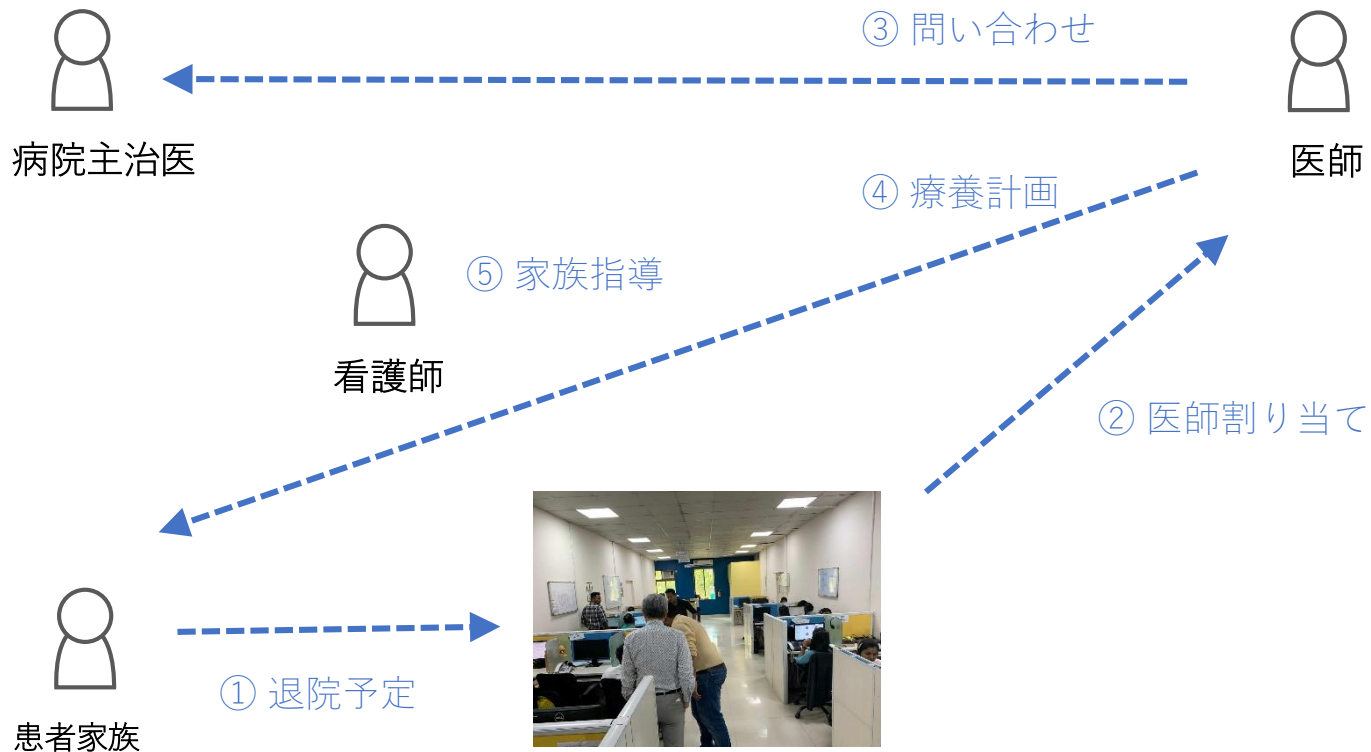 ③ 問い合わせ
病院主治医
医師
④ 療養計画
⑤ 家族指導
看護師
② 医師割り当て
① 退院予定
患者家族